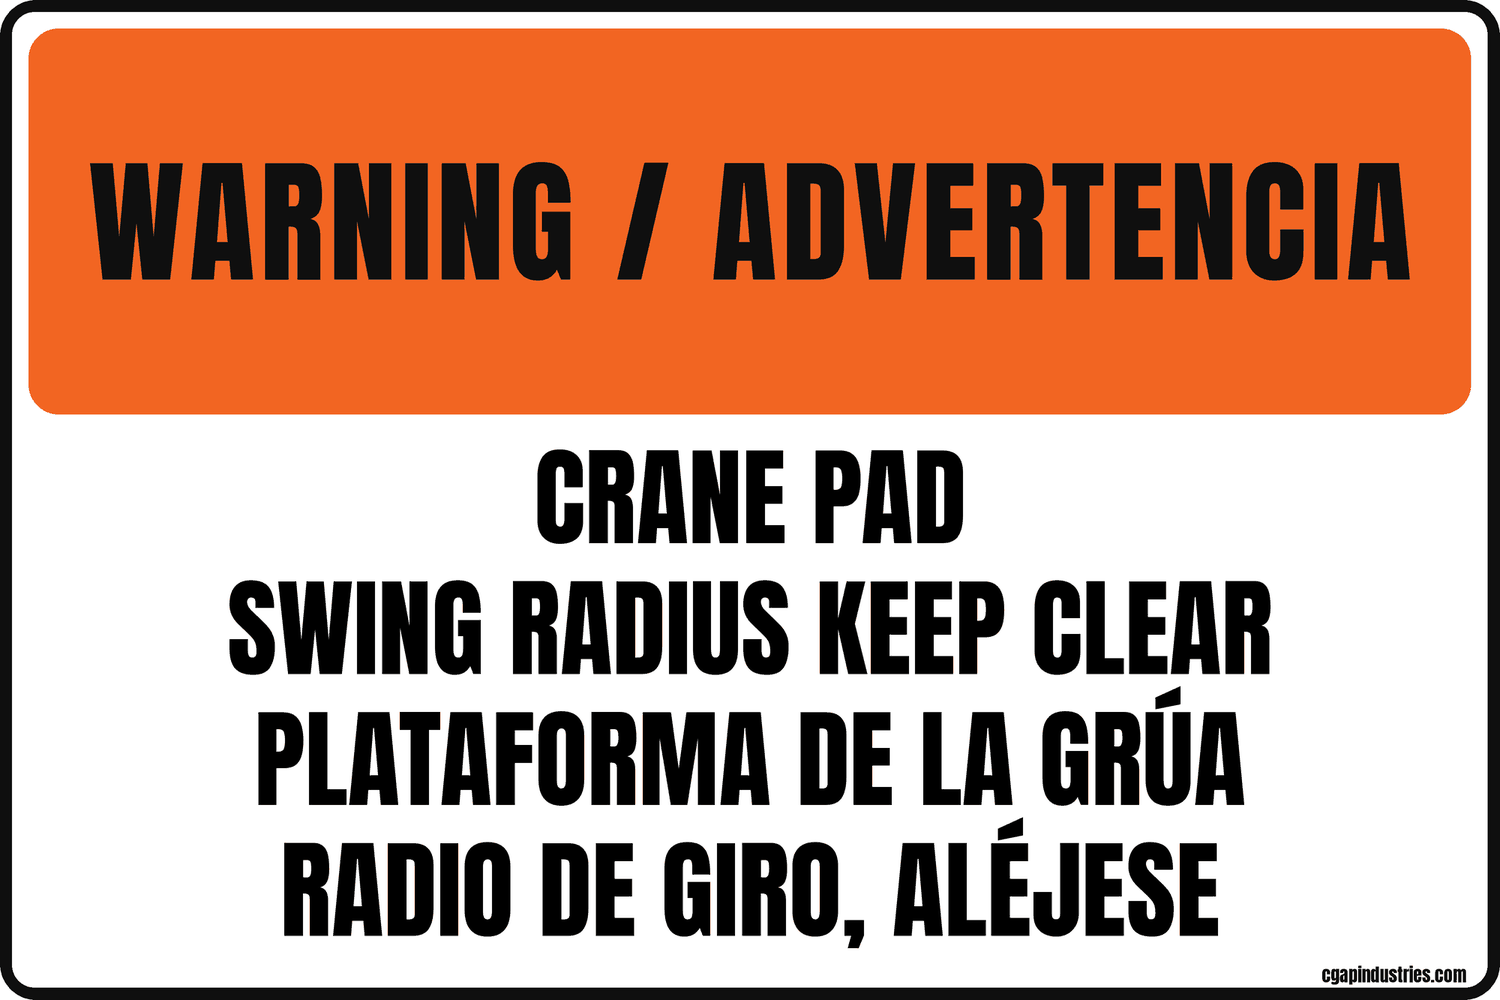 WARNING / ADVERTENCIA
CRANE PAD
SWING RADIUS KEEP CLEAR
PLATAFORMA DE LA GRÚA
RADIO DE GIRO, ALÉJESE
cgapindustries.com